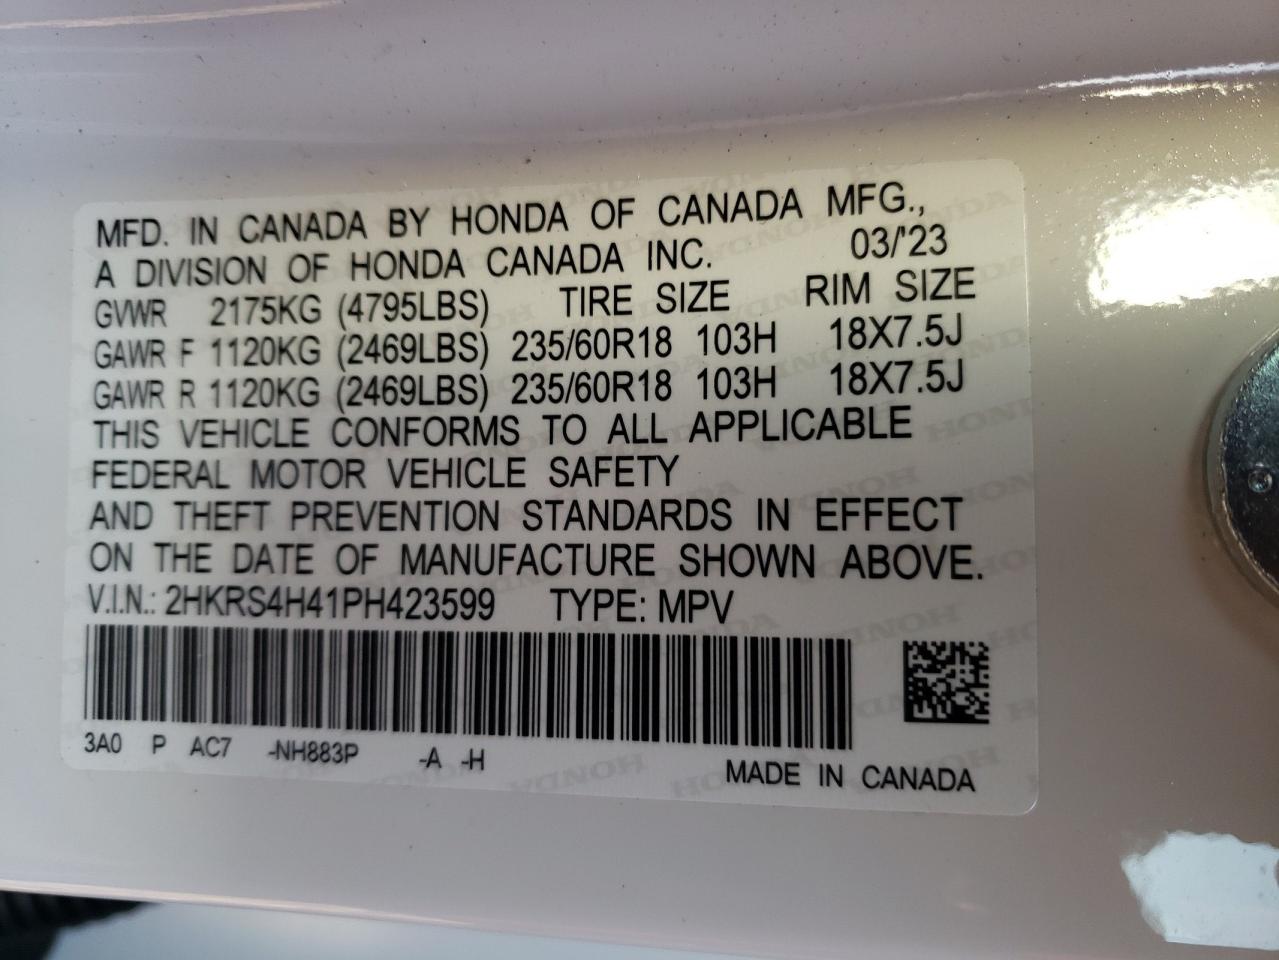 MFD. IN CANADA BY HONDA OF CANADA MFG.,
A DIVISION OF HONDA CANADA INC. 03/'23
GVWR 2175KG (4795LBS) TIRE SIZE RIM SIZE
GAWR F 1120KG (2469LBS) 235/60R18 103H 18X7.5J
GAWR R 1120KG (2469LBS) 235/60R18 103H 18X7.5J
THIS VEHICLE CONFORMS TO ALL APPLICABLE
FEDERAL MOTOR VEHICLE SAFETY
AND THEFT PREVENTION STANDARDS IN EFFECT
ON THE DATE OF MANUFACTURE SHOWN ABOVE.
V.I.N.: 2HKRS4H41PH423599 TYPE: MPV
3A0 P AC7 -NH883P -A -H
MADE IN CANADA